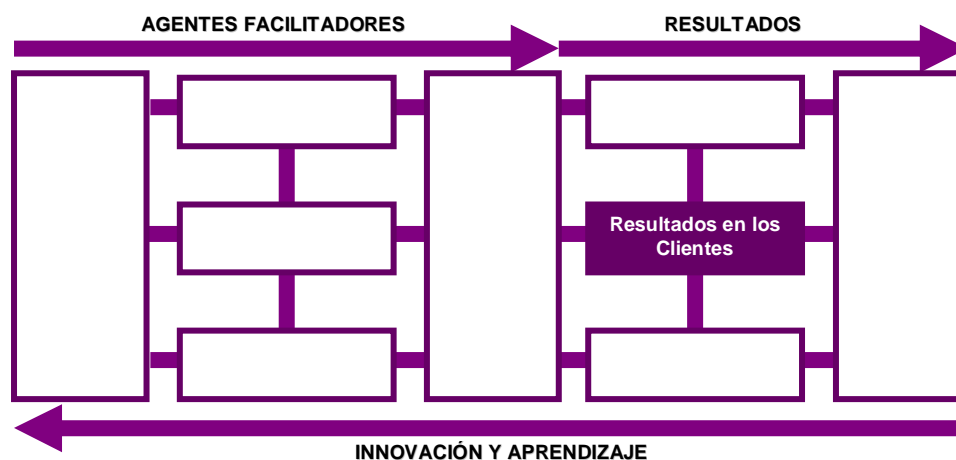 AGENTES FACILITADORES
RESULTADOS
Resultados en los
Clientes
INNOVACIÓN Y APRENDIZAJE